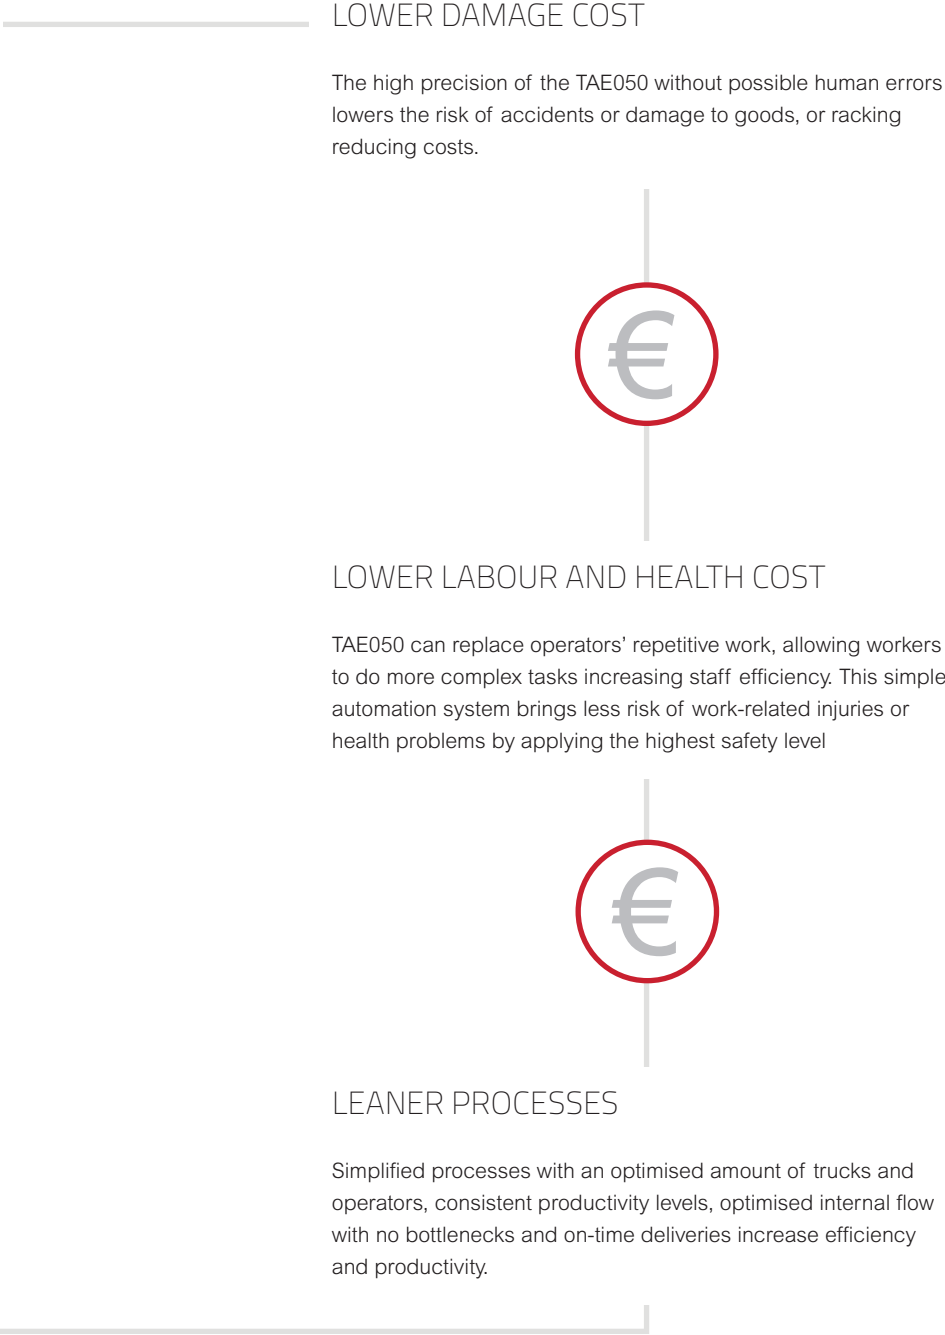 LOWER DAMAGE COST
The high precision of the TAE050 without possible human errors
lowers the risk of accidents or damage to goods, or racking
reducing costs.
€
LOWER LABOUR AND HEALTH COST
TAE050 can replace operators’ repetitive work, allowing workers
to do more complex tasks increasing staff efficiency. This simple
automation system brings less risk of work-related injuries or
health problems by applying the highest safety level
€
LEANER PROCESSES
Simplified processes with an optimised amount of trucks and
operators, consistent productivity levels, optimised internal flow
with no bottlenecks and on-time deliveries increase efficiency
and productivity.